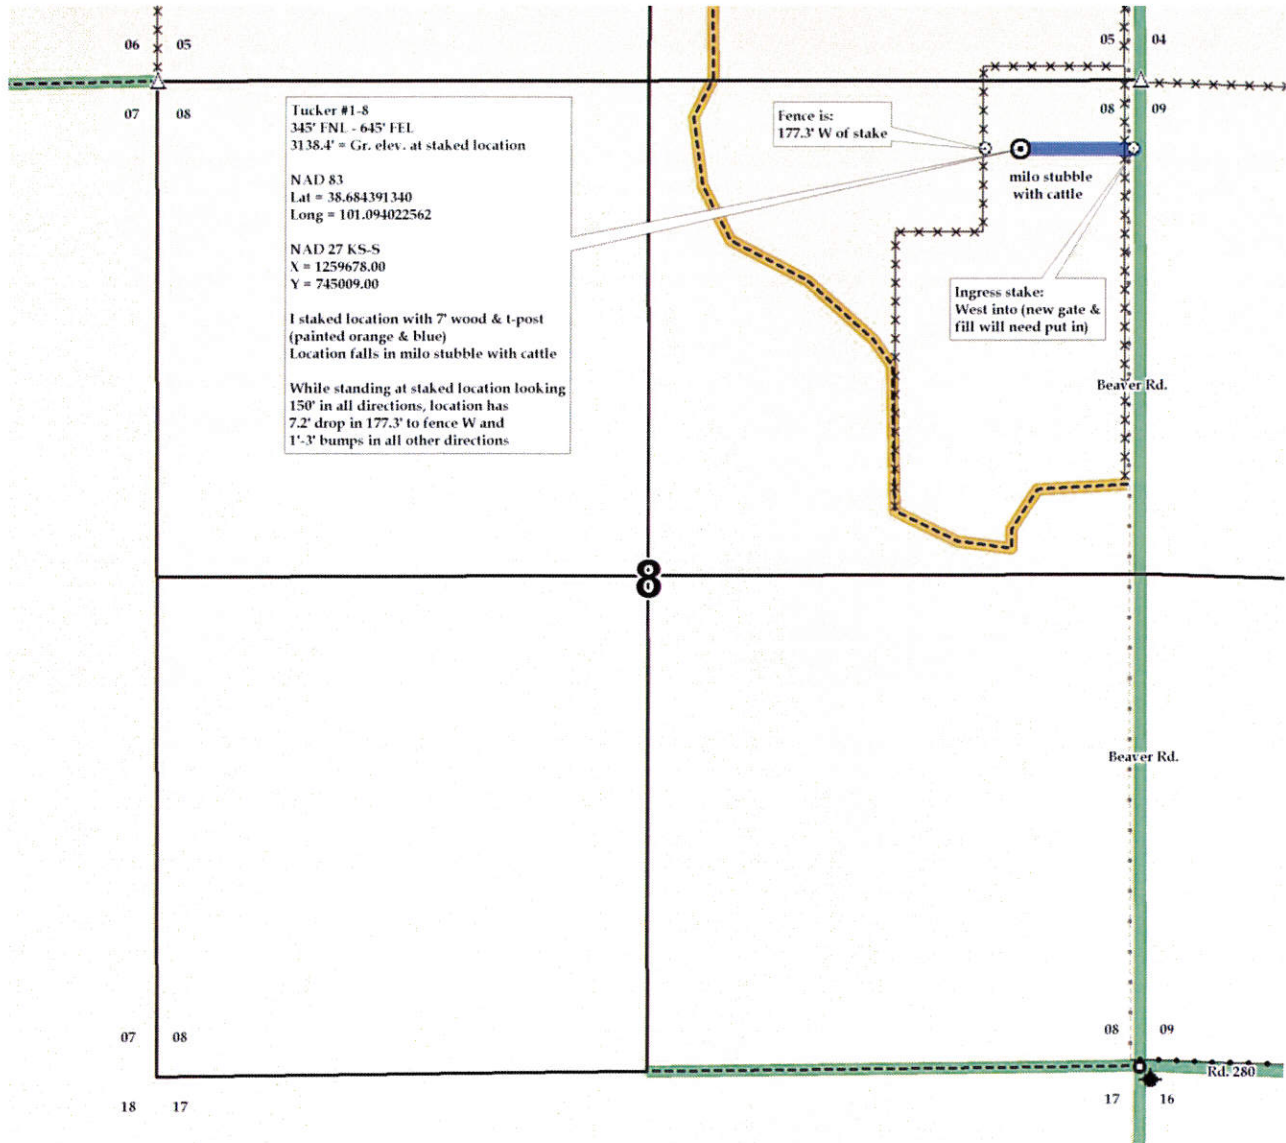 06 05
05 04
07 08
08 09
Tucker #1-8
345' FNL - 645' FEL
3138.4' = Gr. elev. at staked location
NAD 83
Lat = 38.684391340
Long = 101.094022562
NAD 27 KS-S
X = 1259678.00
Y = 745009.00
I staked location with 7' wood & t-post
(painted orange & blue)
Location falls in milo stubble with cattle
While standing at staked location looking
150' in all directions, location has
7.2' drop in 177.3' to fence W and
1'-3' bumps in all other directions
Fence is:
177.3' W of stake
milo stubble
with cattle
Ingress stake:
West into (new gate &
fill will need put in)
Beaver Rd.
8
Beaver Rd.
07 08
08 09
Rd. 280
18 17
17 16